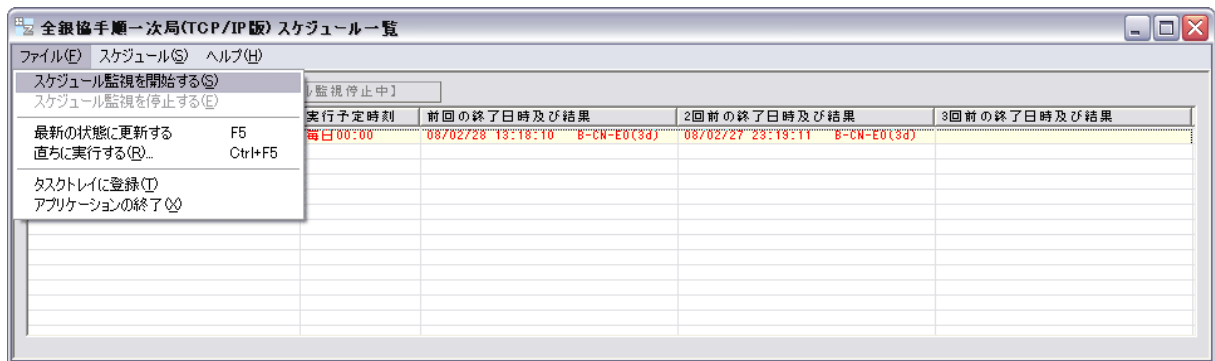 全銀協手順一次局(TCP/IP版) スケジュール一覧
ファイル(F) スケジュール(S) ヘルプ(H)
スケジュール監視を開始する(S)
スケジュール監視を停止する(E)
最新の状態に更新する F5
直ちに実行する(R)... Ctrl+F5
タスクトレイに登録(T)
アプリケーションの終了(X)
監視停止中】
実行予定時刻 前回の終了日時及び結果 2回前の終了日時及び結果 3回前の終了日時及び結果
毎日00:00 08/02/28 13:18:10 B-CN-E0(3d) 08/02/27 23:19:11 B-CN-E0(3d)